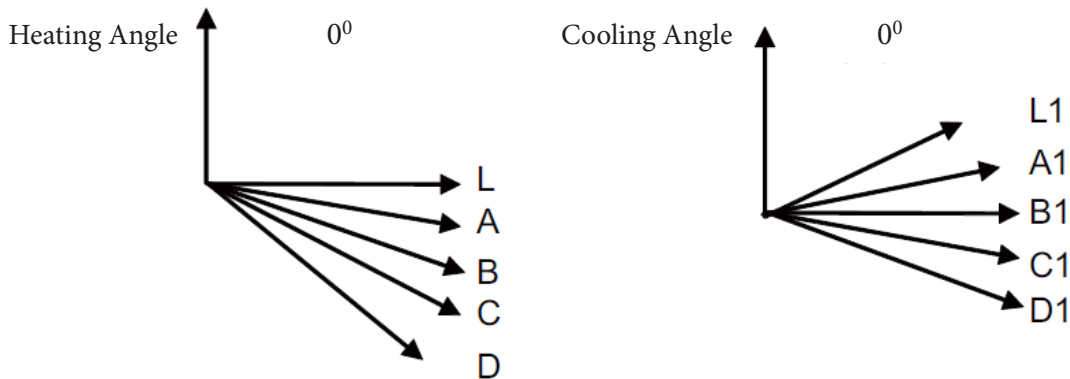 Heating Angle 0⁰
L
A
B
C
D
Cooling Angle 0⁰
L1
A1
B1
C1
D1